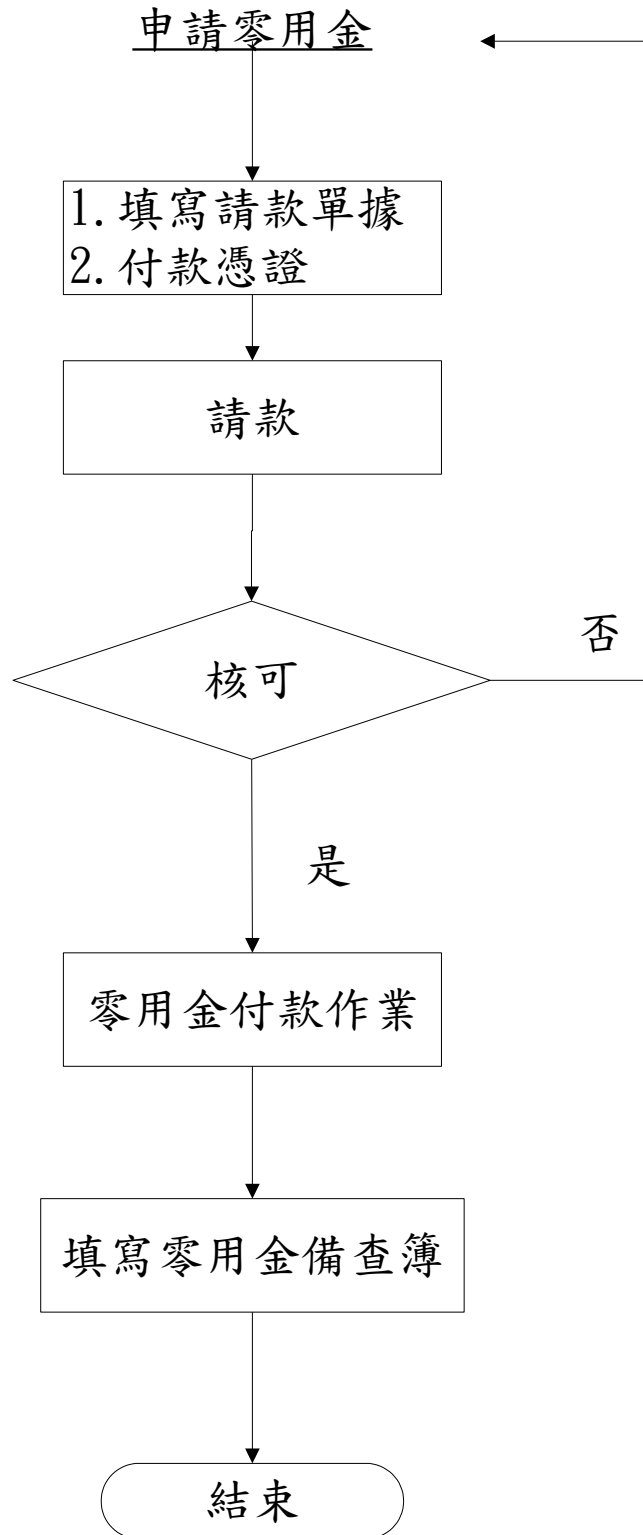 申請零用金
1.填寫請款單據
2.付款憑證
請款
核可
否
是
零用金付款作業
填寫零用金備查簿
結束